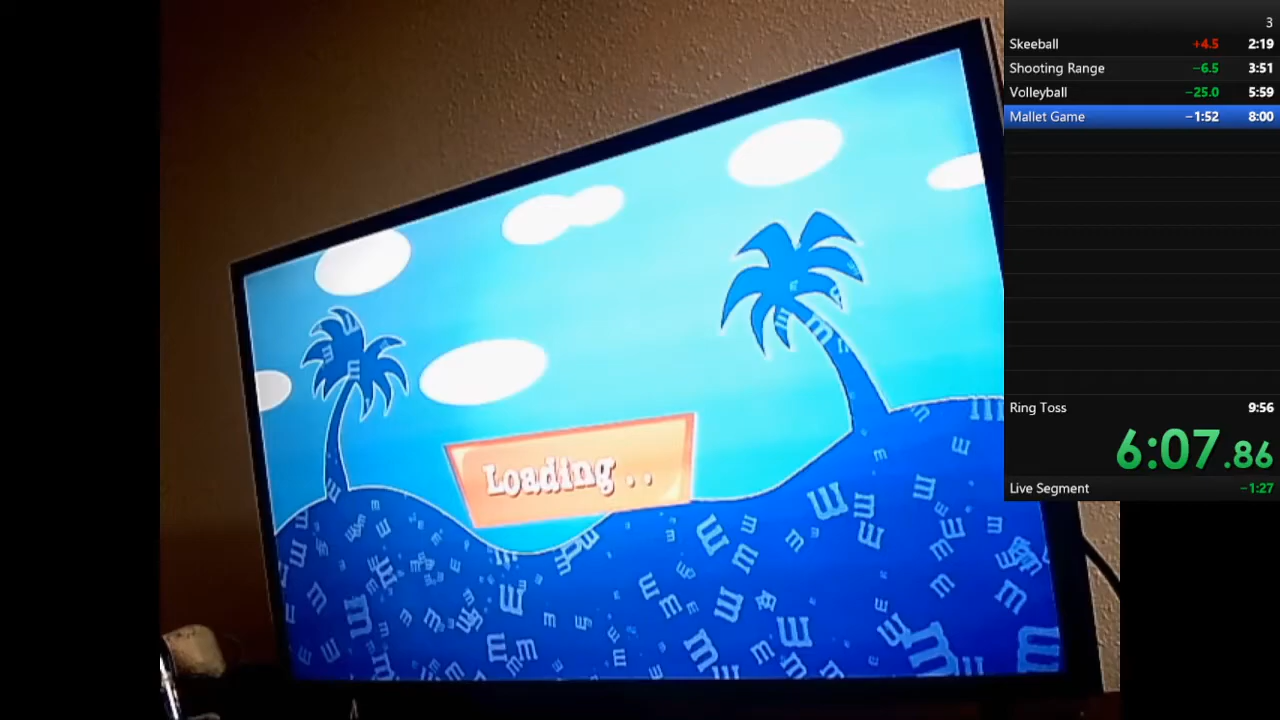 3
Skeeball +4.5 2:19
Shooting Range −6.5 3:51
Volleyball −25.0 5:59
Mallet Game −1:52 8:00
Loading . .
Ring Toss 9:56
6:07.86
Live Segment −1:27